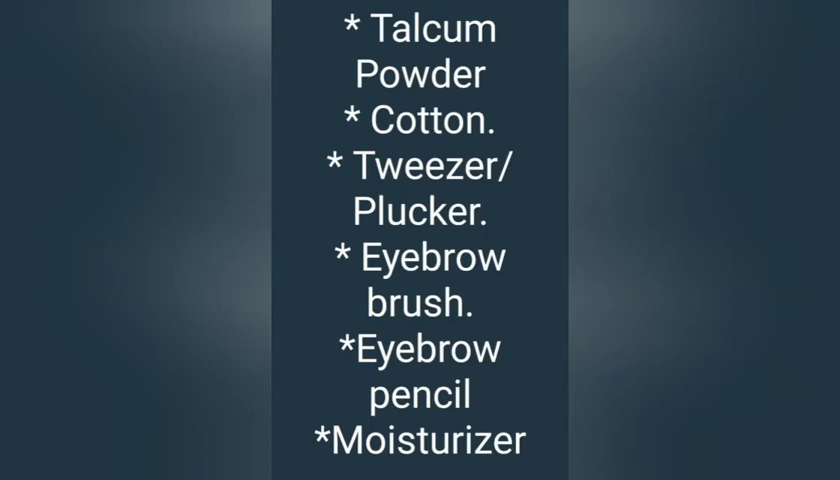 * Talcum
Powder
* Cotton.
* Tweezer/
Plucker.
* Eyebrow
brush.
*Eyebrow
pencil
*Moisturizer